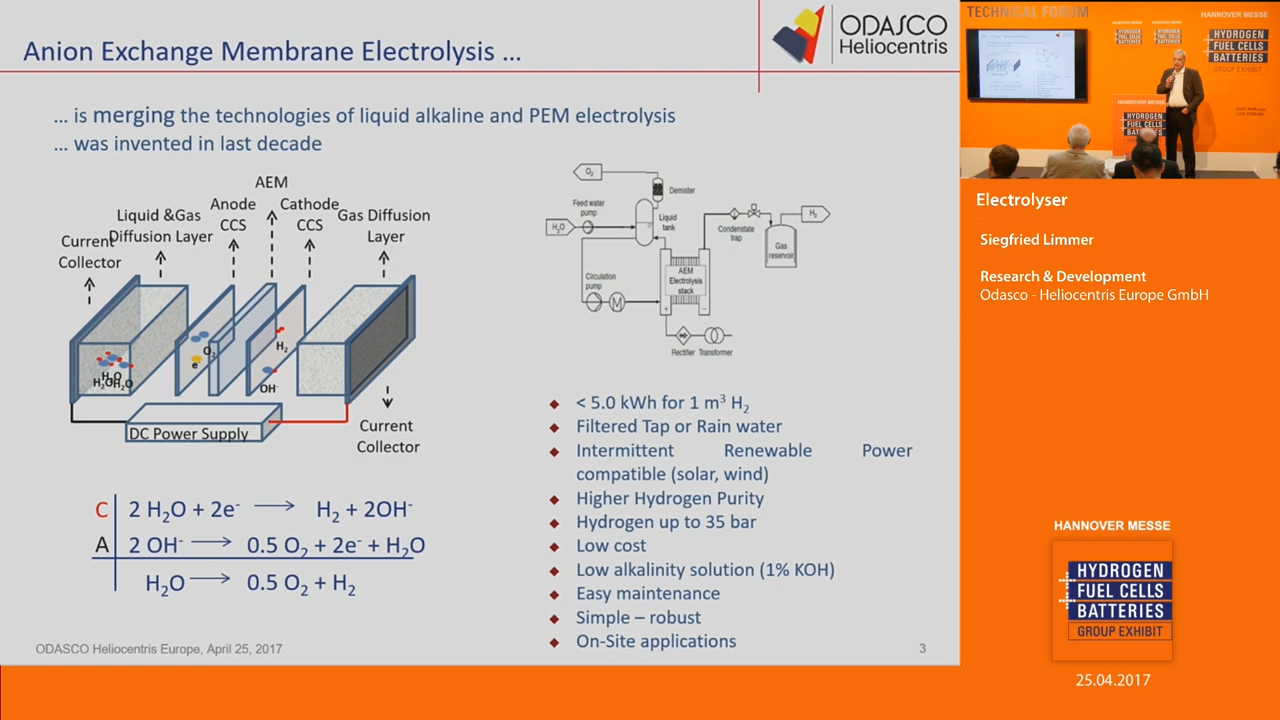 Anion Exchange Membrane Electrolysis ...
ODASCO
Heliocentris
... is merging the technologies of liquid alkaline and PEM electrolysis
... was invented in last decade
AEM
Anode
CCS
Cathode
CCS
Liquid &Gas
Diffusion Layer
Gas Diffusion
Layer
Current
Collector
H₂O
H₂O
H₂O
O₂
e⁻
H₂
OH⁻
DC Power Supply
Current
Collector
C 2 H₂O + 2e⁻ → H₂ + 2OH⁻
A 2 OH⁻ → 0.5 O₂ + 2e⁻ + H₂O
H₂O → 0.5 O₂ + H₂
O₂
Demister
Feed water
pump
H₂O
Liquid
tank
Condensate
trap
H₂
Gas
reservoir
Circulation
pump
M
AEM
Electrolysis
stack
+
−
Rectifier Transformer
< 5.0 kWh for 1 m³ H₂
Filtered Tap or Rain water
Intermittent Renewable Power
compatible (solar, wind)
Higher Hydrogen Purity
Hydrogen up to 35 bar
Low cost
Low alkalinity solution (1% KOH)
Easy maintenance
Simple – robust
On-Site applications
ODASCO Heliocentris Europe, April 25, 2017
3
TECHNICAL FORUM
HANNOVER MESSE
HYDROGEN
FUEL CELLS
BATTERIES
GROUP EXHIBIT
HANNOVER MESSE
HYDROGEN
FUEL CELLS
Electrolyser
Siegfried Limmer
Research & Development
Odasco - Heliocentris Europe GmbH
HANNOVER MESSE
HYDROGEN
FUEL CELLS
BATTERIES
GROUP EXHIBIT
25.04.2017